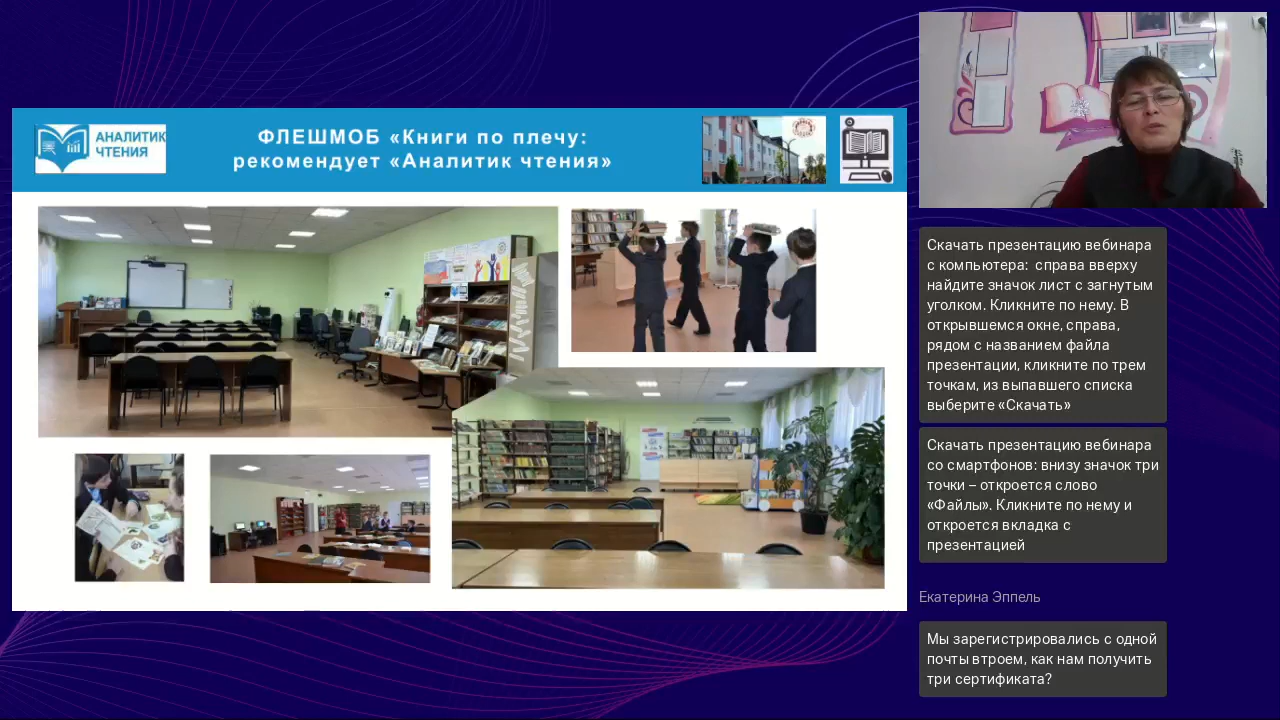 АНАЛИТИК
ЧТЕНИЯ
ФЛЕШМОБ «Книги по плечу:
рекомендует «Аналитик чтения»
Скачать презентацию вебинара
с компьютера:  справа вверху
найдите значок лист с загнутым
уголком. Кликните по нему. В
открывшемся окне, справа,
рядом с названием файла
презентации, кликните по трем
точкам, из выпавшего списка
выберите «Скачать»
Скачать презентацию вебинара
со смартфонов: внизу значок три
точки – откроется слово
«Файлы». Кликните по нему и
откроется вкладка с
презентацией
Екатерина Эппель
Мы зарегистрировались с одной
почты втроем, как нам получить
три сертификата?